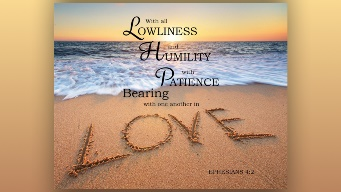 With all
LOWLINESS
and
HUMILITY
with
PATIENCE
Bearing
with one another in
LOVE
EPHESIANS 4:2